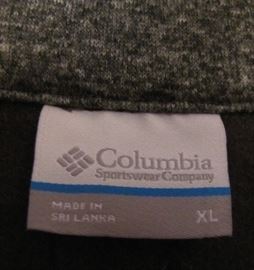 Columbia
Sportswear Company
MADE IN
SRI LANKA
XL